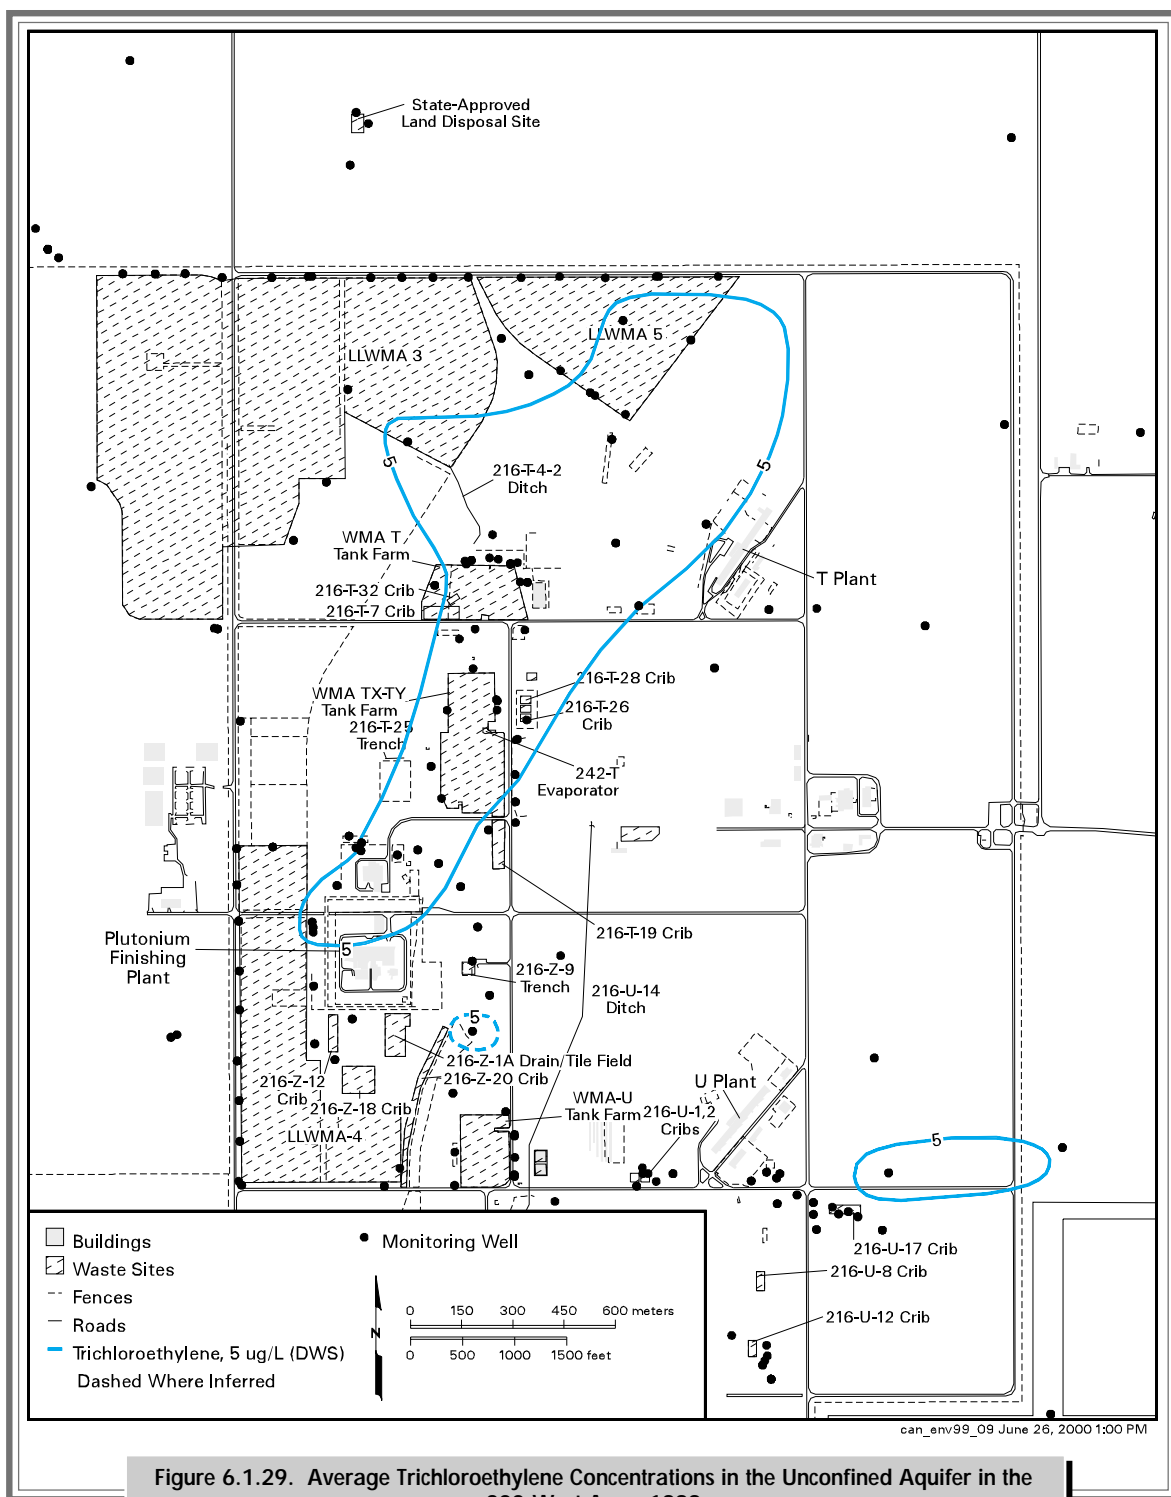 State-Approved
Land Disposal Site
LLWMA 5
LLWMA 3
5
5
216-T-4-2
Ditch
WMA T
Tank Farm
T Plant
216-T-32 Crib
216-T-7 Crib
216-T-28 Crib
WMA TX-TY
Tank Farm
216-T-26
Crib
216-T-25
Trench
242-T
Evaporator
216-T-19 Crib
Plutonium
Finishing
Plant
5
216-Z-9
Trench
216-U-14
Ditch
5
216-Z-1A Drain/Tile Field
216-Z-12
Crib
216-Z-20 Crib
U Plant
WMA-U
Tank Farm
216-Z-18 Crib
216-U-1,2
Cribs
LLWMA-4
5
216-U-17 Crib
216-U-8 Crib
216-U-12 Crib
Buildings
Monitoring Well
Waste Sites
Fences
Roads
Trichloroethylene, 5 ug/L (DWS)
Dashed Where Inferred
N
0 150 300 450 600 meters
0 500 1000 1500 feet
can_env99_09 June 26, 2000 1:00 PM
Figure 6.1.29. Average Trichloroethylene Concentrations in the Unconfined Aquifer in the